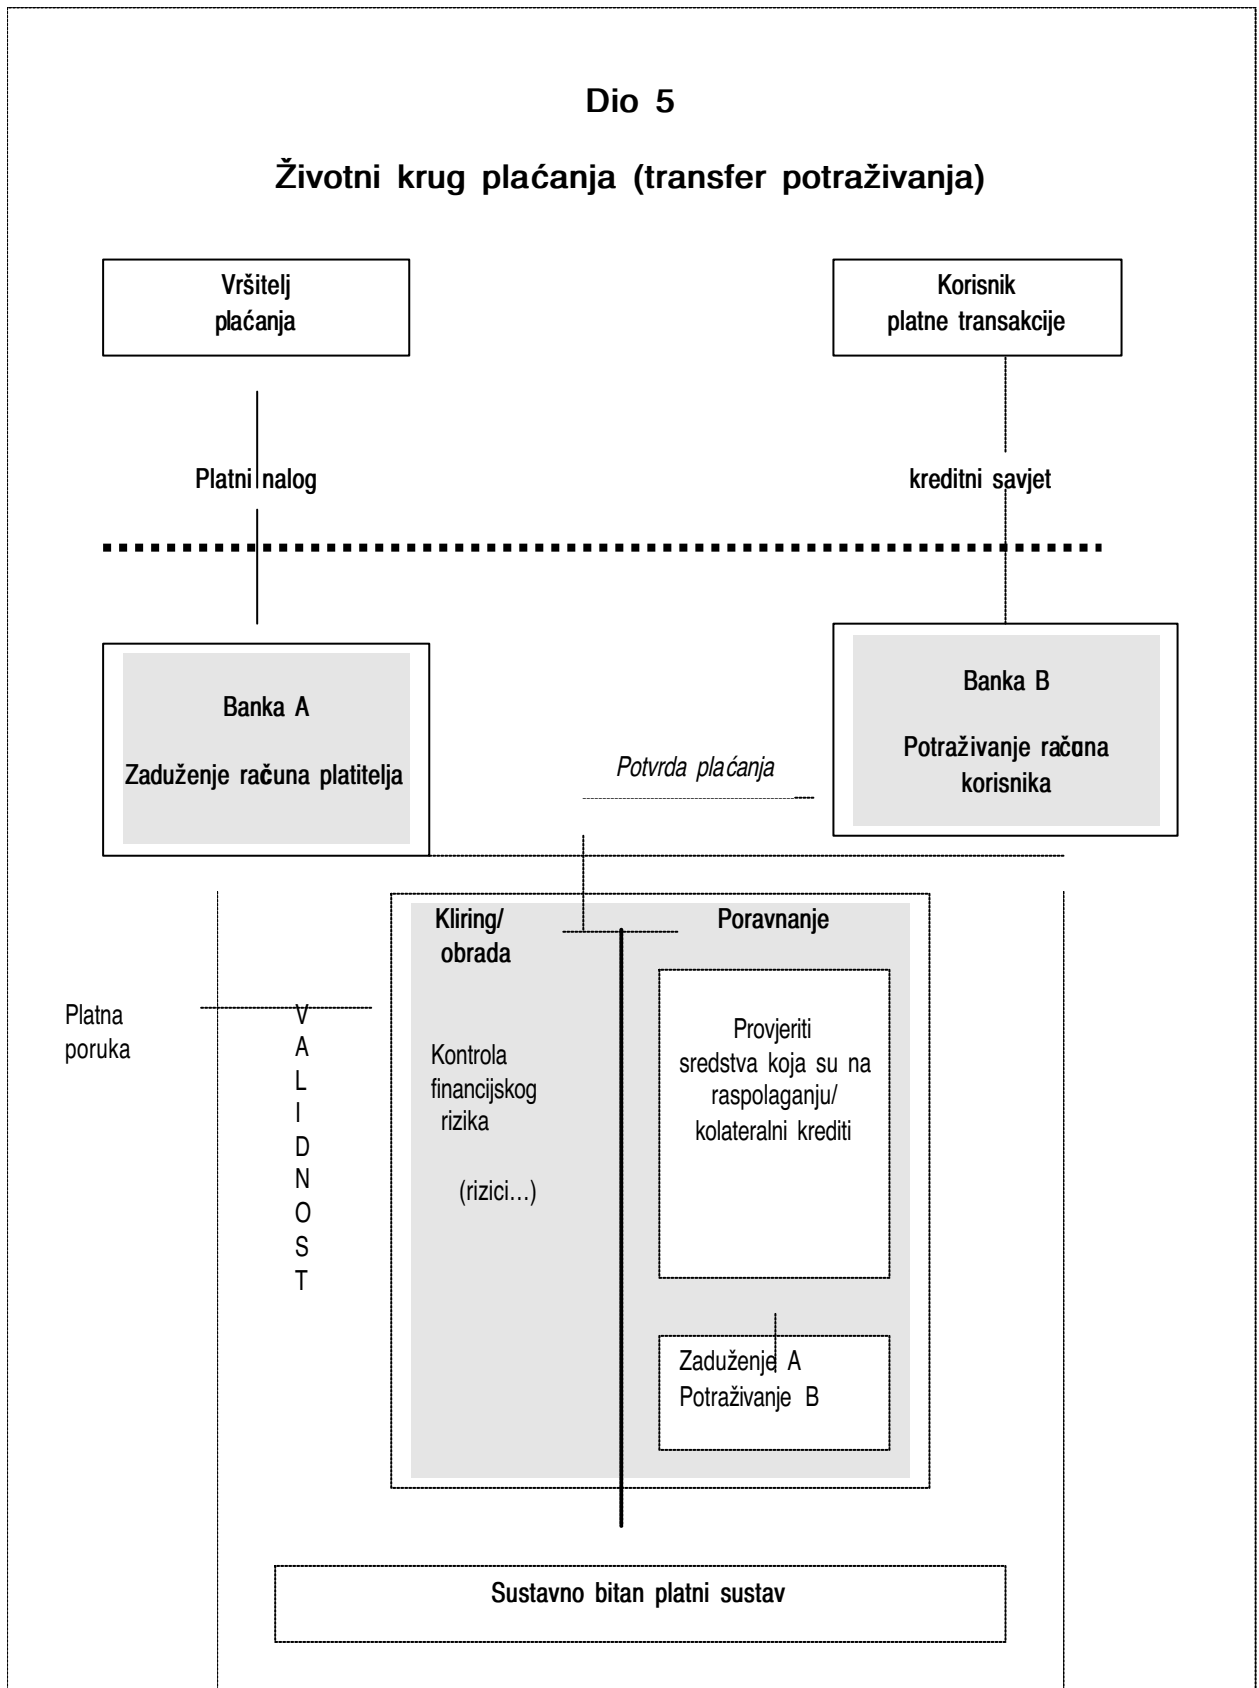 Dio 5
Životni krug plaćanja (transfer potraživanja)
Vršitelj
plaćanja
Korisnik
platne transakcije
Platni nalog
kreditni savjet
Banka A
Zaduženje računa platitelja
Banka B
Potraživanje računa
korisnika
Potvrda plaćanja
Kliring/
obrada
Poravnanje
Platna
poruka
V
A
L
I
D
N
O
S
T
Kontrola
financijskog
rizika
(rizici...)
Provjeriti
sredstva koja su na
raspolaganju/
kolateralni krediti
Zaduženje A
Potraživanje B
Sustavno bitan platni sustav